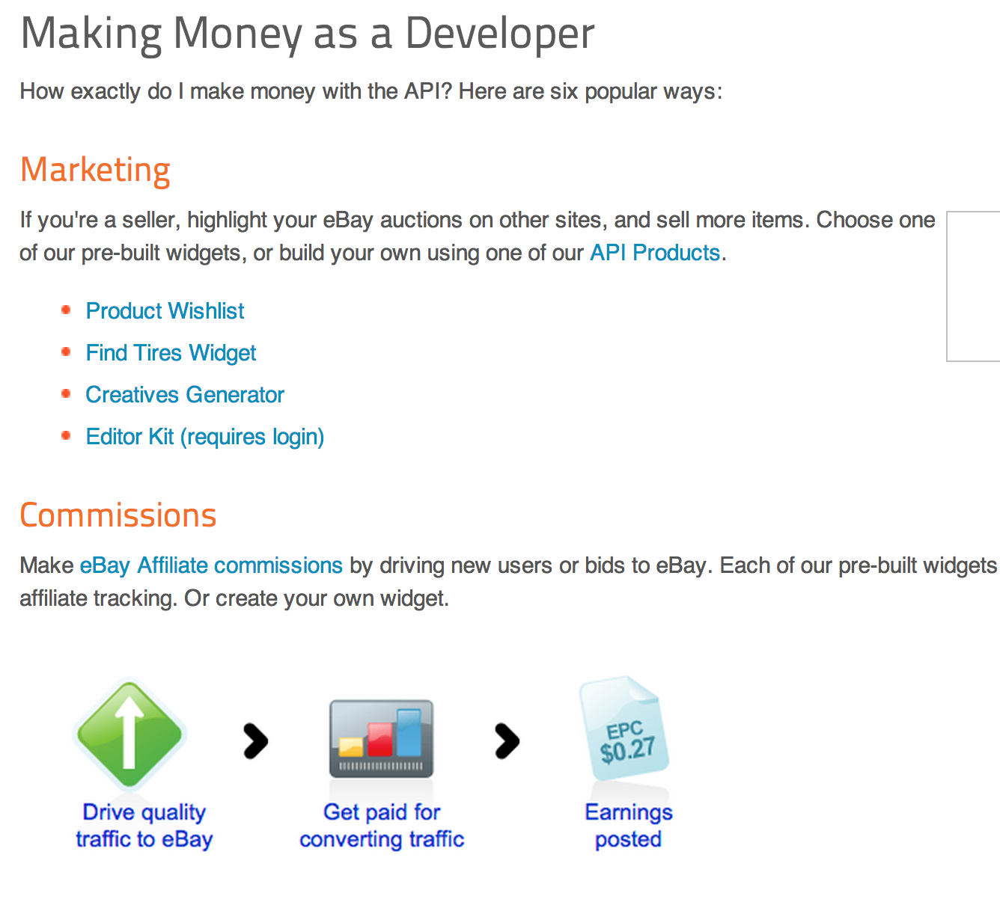 Making Money as a Developer
How exactly do I make money with the API? Here are six popular ways:
Marketing
If you're a seller, highlight your eBay auctions on other sites, and sell more items. Choose one
of our pre-built widgets, or build your own using one of our API Products.
Product Wishlist
Find Tires Widget
Creatives Generator
Editor Kit (requires login)
Commissions
Make eBay Affiliate commissions by driving new users or bids to eBay. Each of our pre-built widgets
affiliate tracking. Or create your own widget.
EPC
$0.27
Drive quality
traffic to eBay
Get paid for
converting traffic
Earnings
posted